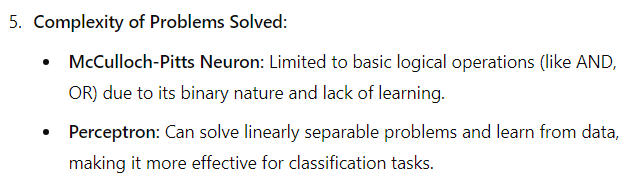 5. Complexity of Problems Solved:
• McCulloch-Pitts Neuron: Limited to basic logical operations (like AND,
OR) due to its binary nature and lack of learning.
• Perceptron: Can solve linearly separable problems and learn from data,
making it more effective for classification tasks.